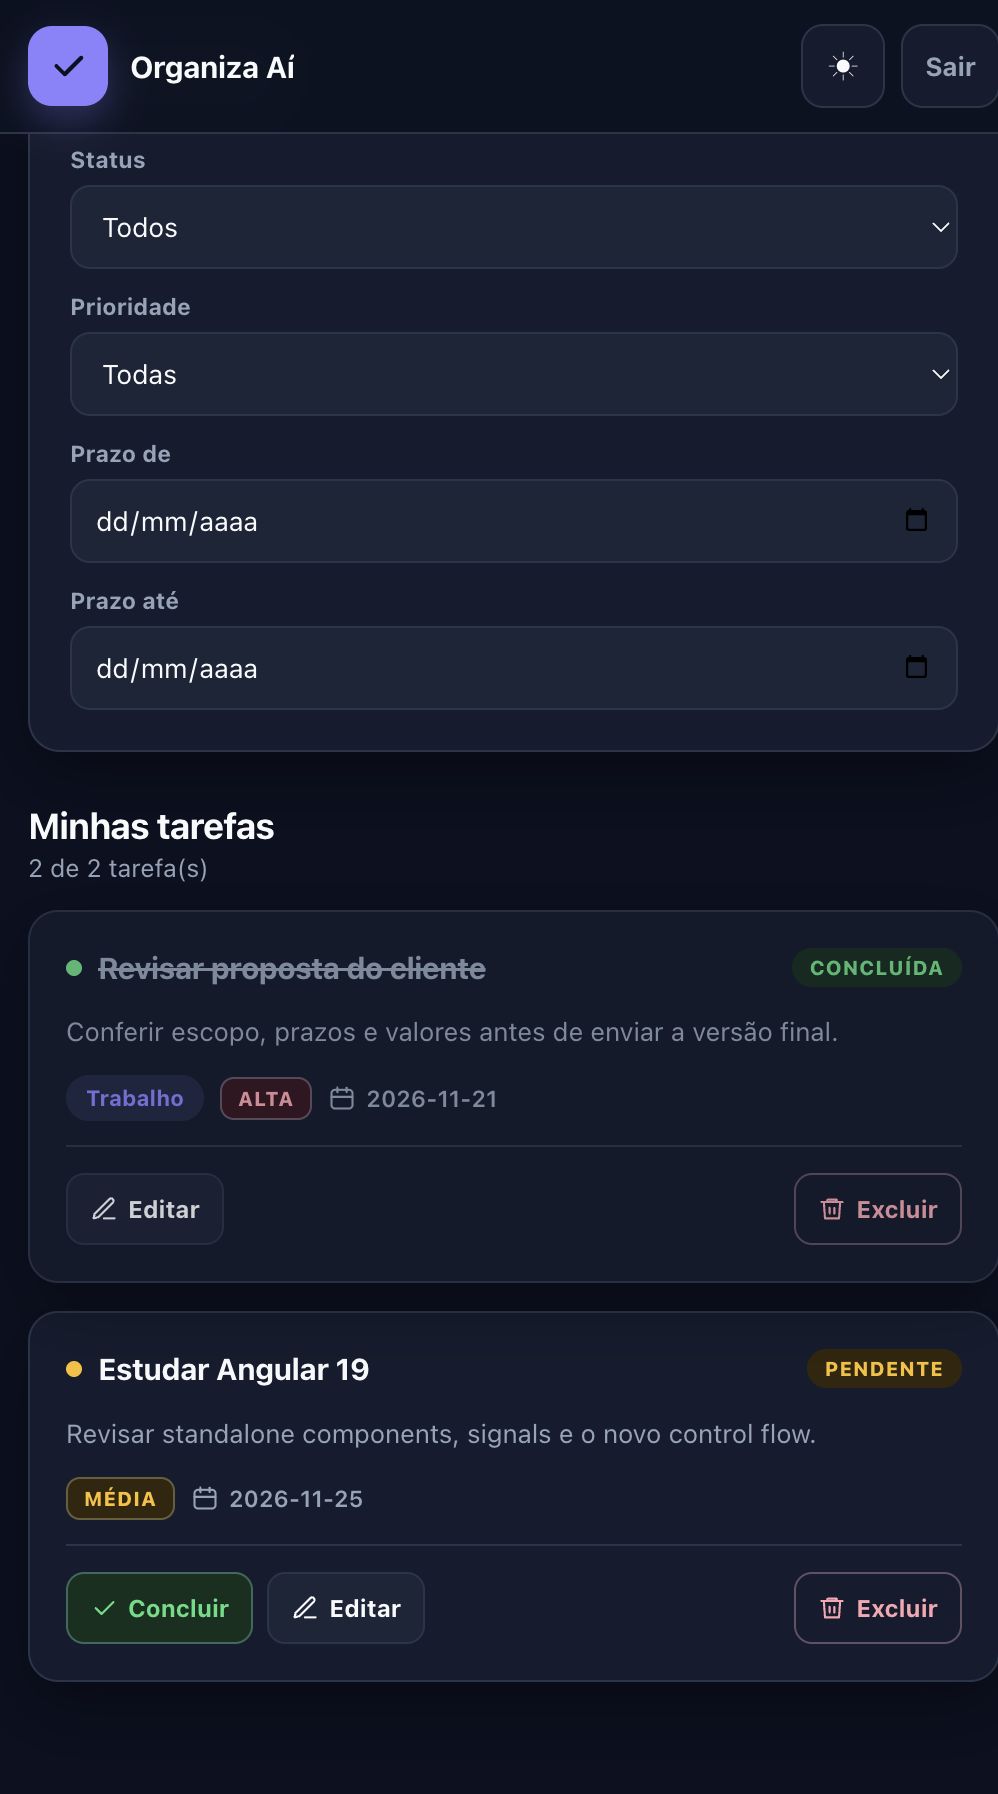 Organiza Aí
Sair
Status
Todos
Prioridade
Todas
Prazo de
dd/mm/aaaa
Prazo até
dd/mm/aaaa
Minhas tarefas
2 de 2 tarefa(s)
Revisar proposta do cliente
CONCLUÍDA
Conferir escopo, prazos e valores antes de enviar a versão final.
Trabalho ALTA 2026-11-21
Editar Excluir
Estudar Angular 19
PENDENTE
Revisar standalone components, signals e o novo control flow.
MÉDIA 2026-11-25
Concluir Editar Excluir